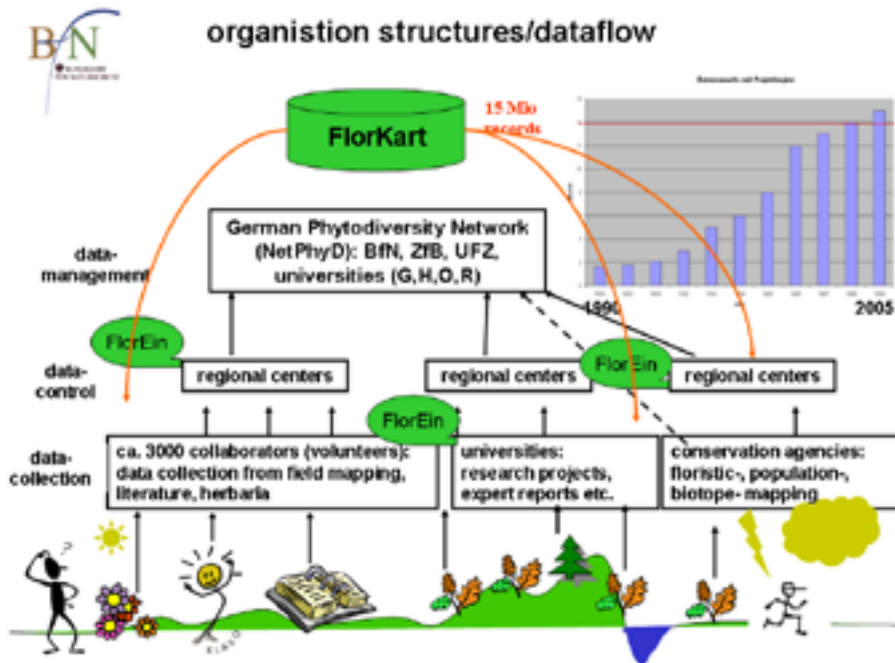 BfN
organistion structures/dataflow
FlorKart
15 Mio
records
German Phytodiversity Network
(NetPhyD): BfN, ZfB, UFZ,
universities (G,H,O,R)
data-
management
1990
2005
FlorEin
FlorEin
data-
control
regional centers
regional centers
regional centers
FlorEin
data-
collection
ca. 3000 collaborators (volunteers):
data collection from field mapping,
literature, herbaria
universities:
research projects,
expert reports etc.
conservation agencies:
floristic-, population-,
biotope- mapping
?